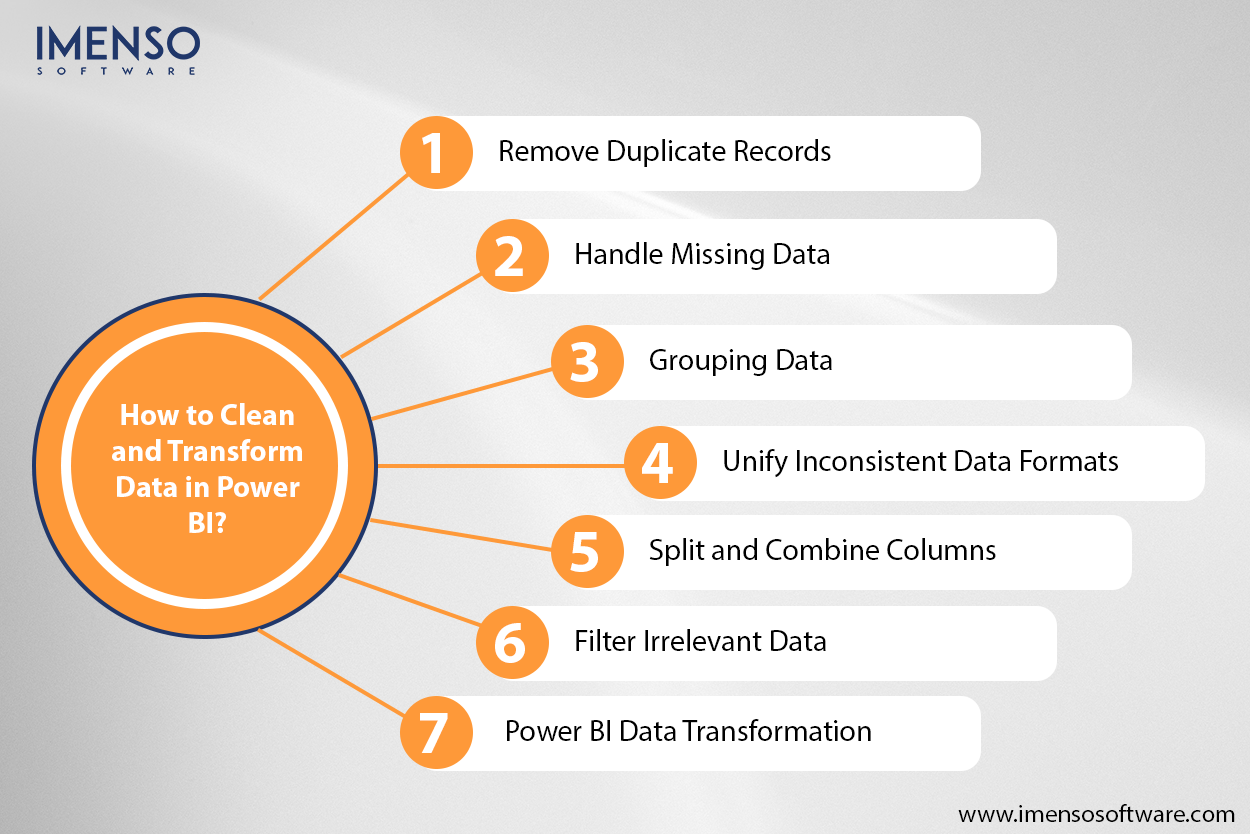 IMENSO
SOFTWARE
1
Remove Duplicate Records
2
Handle Missing Data
3
Grouping Data
How to Clean
and Transform
Data in Power
BI?
4
Unify Inconsistent Data Formats
5
Split and Combine Columns
6
Filter Irrelevant Data
7
Power BI Data Transformation
www.imensosoftware.com